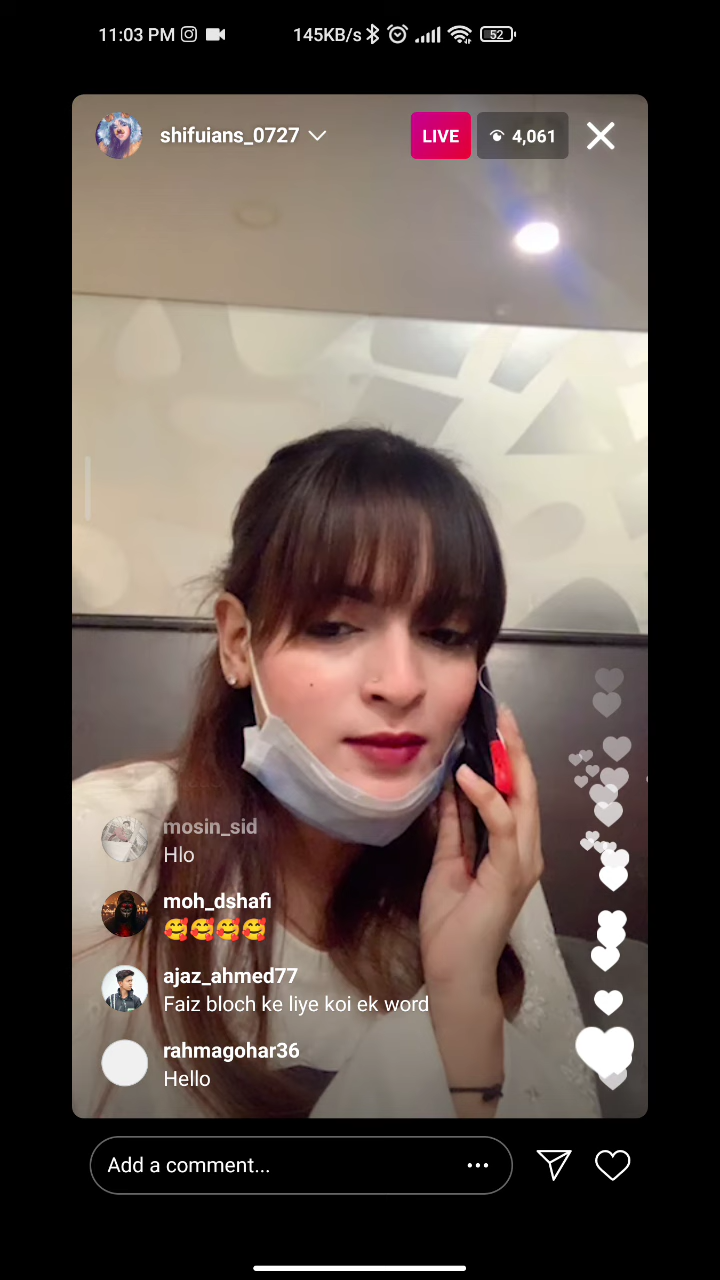 11:03 PM
145KB/s
52
shifuians_0727
LIVE
4,061
mosin_sid
Hlo
moh_dshafi
🥰🥰🥰🥰
ajaz_ahmed77
Faiz bloch ke liye koi ek word
rahmagohar36
Hello
Add a comment...